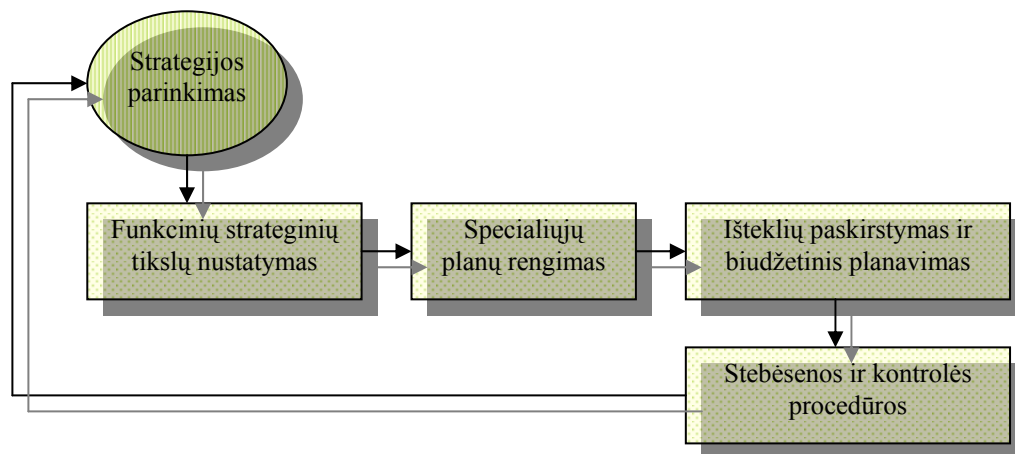 Strategijos
parinkimas
Funkcinių strateginių
tikslų nustatymas
Specialiųjų
planų rengimas
Išteklių paskirstymas ir
biudžetinis planavimas
Stebėsenos ir kontrolės
procedūros